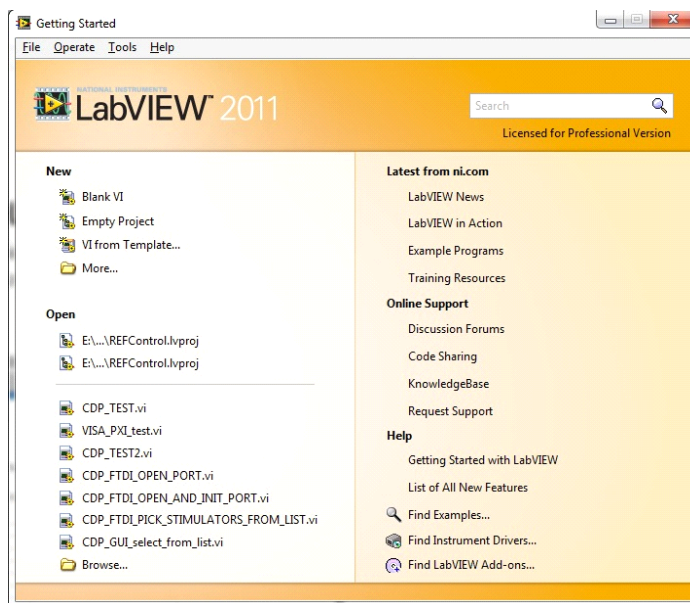 Getting Started
File Operate Tools Help
NATIONAL INSTRUMENTS
LabVIEW™ 2011
Search
Licensed for Professional Version
New
Blank VI
Empty Project
VI from Template...
More...
Open
E:\...\REFControl.lvproj
E:\...\REFControl.lvproj
CDP_TEST.vi
VISA_PXI_test.vi
CDP_TEST2.vi
CDP_FTDI_OPEN_PORT.vi
CDP_FTDI_OPEN_AND_INIT_PORT.vi
CDP_FTDI_PICK_STIMULATORS_FROM_LIST.vi
CDP_GUI_select_from_list.vi
Browse...
Latest from ni.com
LabVIEW News
LabVIEW in Action
Example Programs
Training Resources
Online Support
Discussion Forums
Code Sharing
KnowledgeBase
Request Support
Help
Getting Started with LabVIEW
List of All New Features
Find Examples...
Find Instrument Drivers...
Find LabVIEW Add-ons...